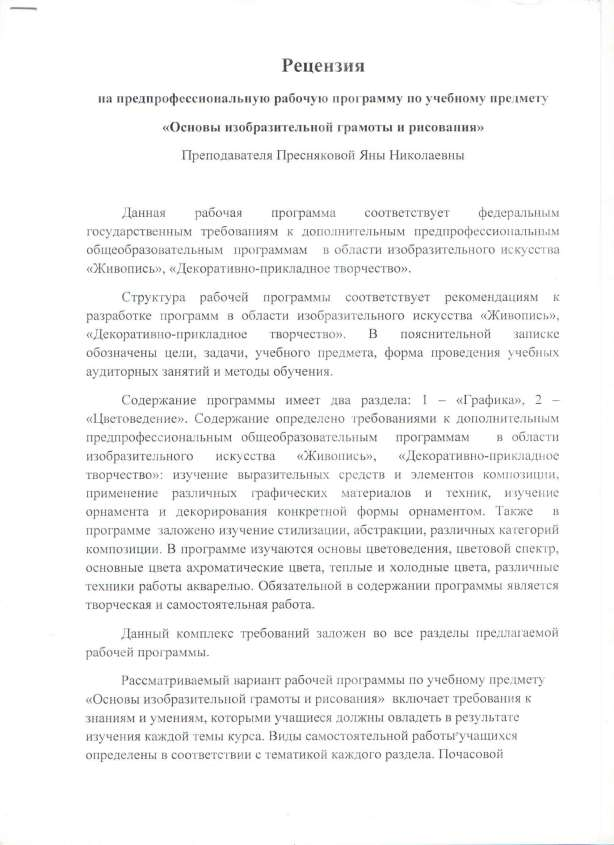 Рецензия
на предпрофессиональную рабочую программу по учебному предмету
«Основы изобразительной грамоты и рисования»
Преподавателя Пресняковой Яны Николаевны
Данная рабочая программа соответствует федеральным
государственным требованиям к дополнительным предпрофессиональным
общеобразовательным программам в области изобразительного искусства
«Живопись», «Декоративно-прикладное творчество».
Структура рабочей программы соответствует рекомендациям к
разработке программ в области изобразительного искусства «Живопись»,
«Декоративно-прикладное творчество». В пояснительной записке
обозначены цели, задачи, учебного предмета, форма проведения учебных
аудиторных занятий и методы обучения.
Содержание программы имеет два раздела: 1 – «Графика», 2 –
«Цветоведение». Содержание определено требованиями к дополнительным
предпрофессиональным общеобразовательным программам в области
изобразительного искусства «Живопись», «Декоративно-прикладное
творчество»: изучение выразительных средств и элементов композиции,
применение различных графических материалов и техник, изучение
орнамента и декорирования конкретной формы орнаментом. Также в
программе заложено изучение стилизации, абстракции, различных категорий
композиции. В программе изучаются основы цветоведения, цветовой спектр,
основные цвета ахроматические цвета, теплые и холодные цвета, различные
техники работы акварелью. Обязательной в содержании программы является
творческая и самостоятельная работа.
Данный комплекс требований заложен во все разделы предлагаемой
рабочей программы.
Рассматриваемый вариант рабочей программы по учебному предмету
«Основы изобразительной грамоты и рисования» включает требования к
знаниям и умениям, которыми учащиеся должны овладеть в результате
изучения каждой темы курса. Виды самостоятельной работы учащихся
определены в соответствии с тематикой каждого раздела. Почасовой